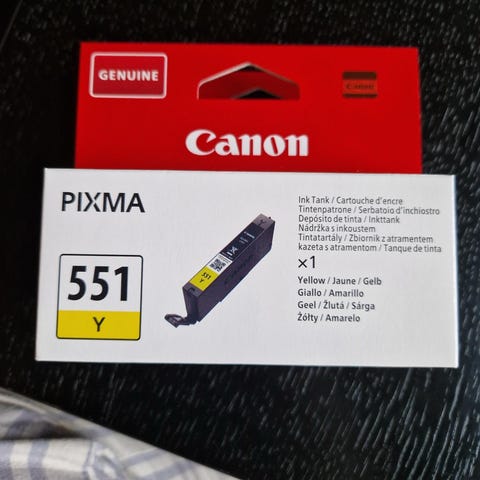 GENUINE
Canon
Canon
PIXMA
551
Y
551
Y
Ink Tank / Cartouche d'encre
Tintenpatrone / Serbatoio d'inchiostro
Depósito de tinta / Inkttank
Nádržka s inkoustem
Tintatartály / Zbiornik z atramentem
kazeta s atramentom / Tanque de tinta
×1
Yellow / Jaune / Gelb
Giallo / Amarillo
Geel / Žlutá / Sárga
Żółty / Amarelo